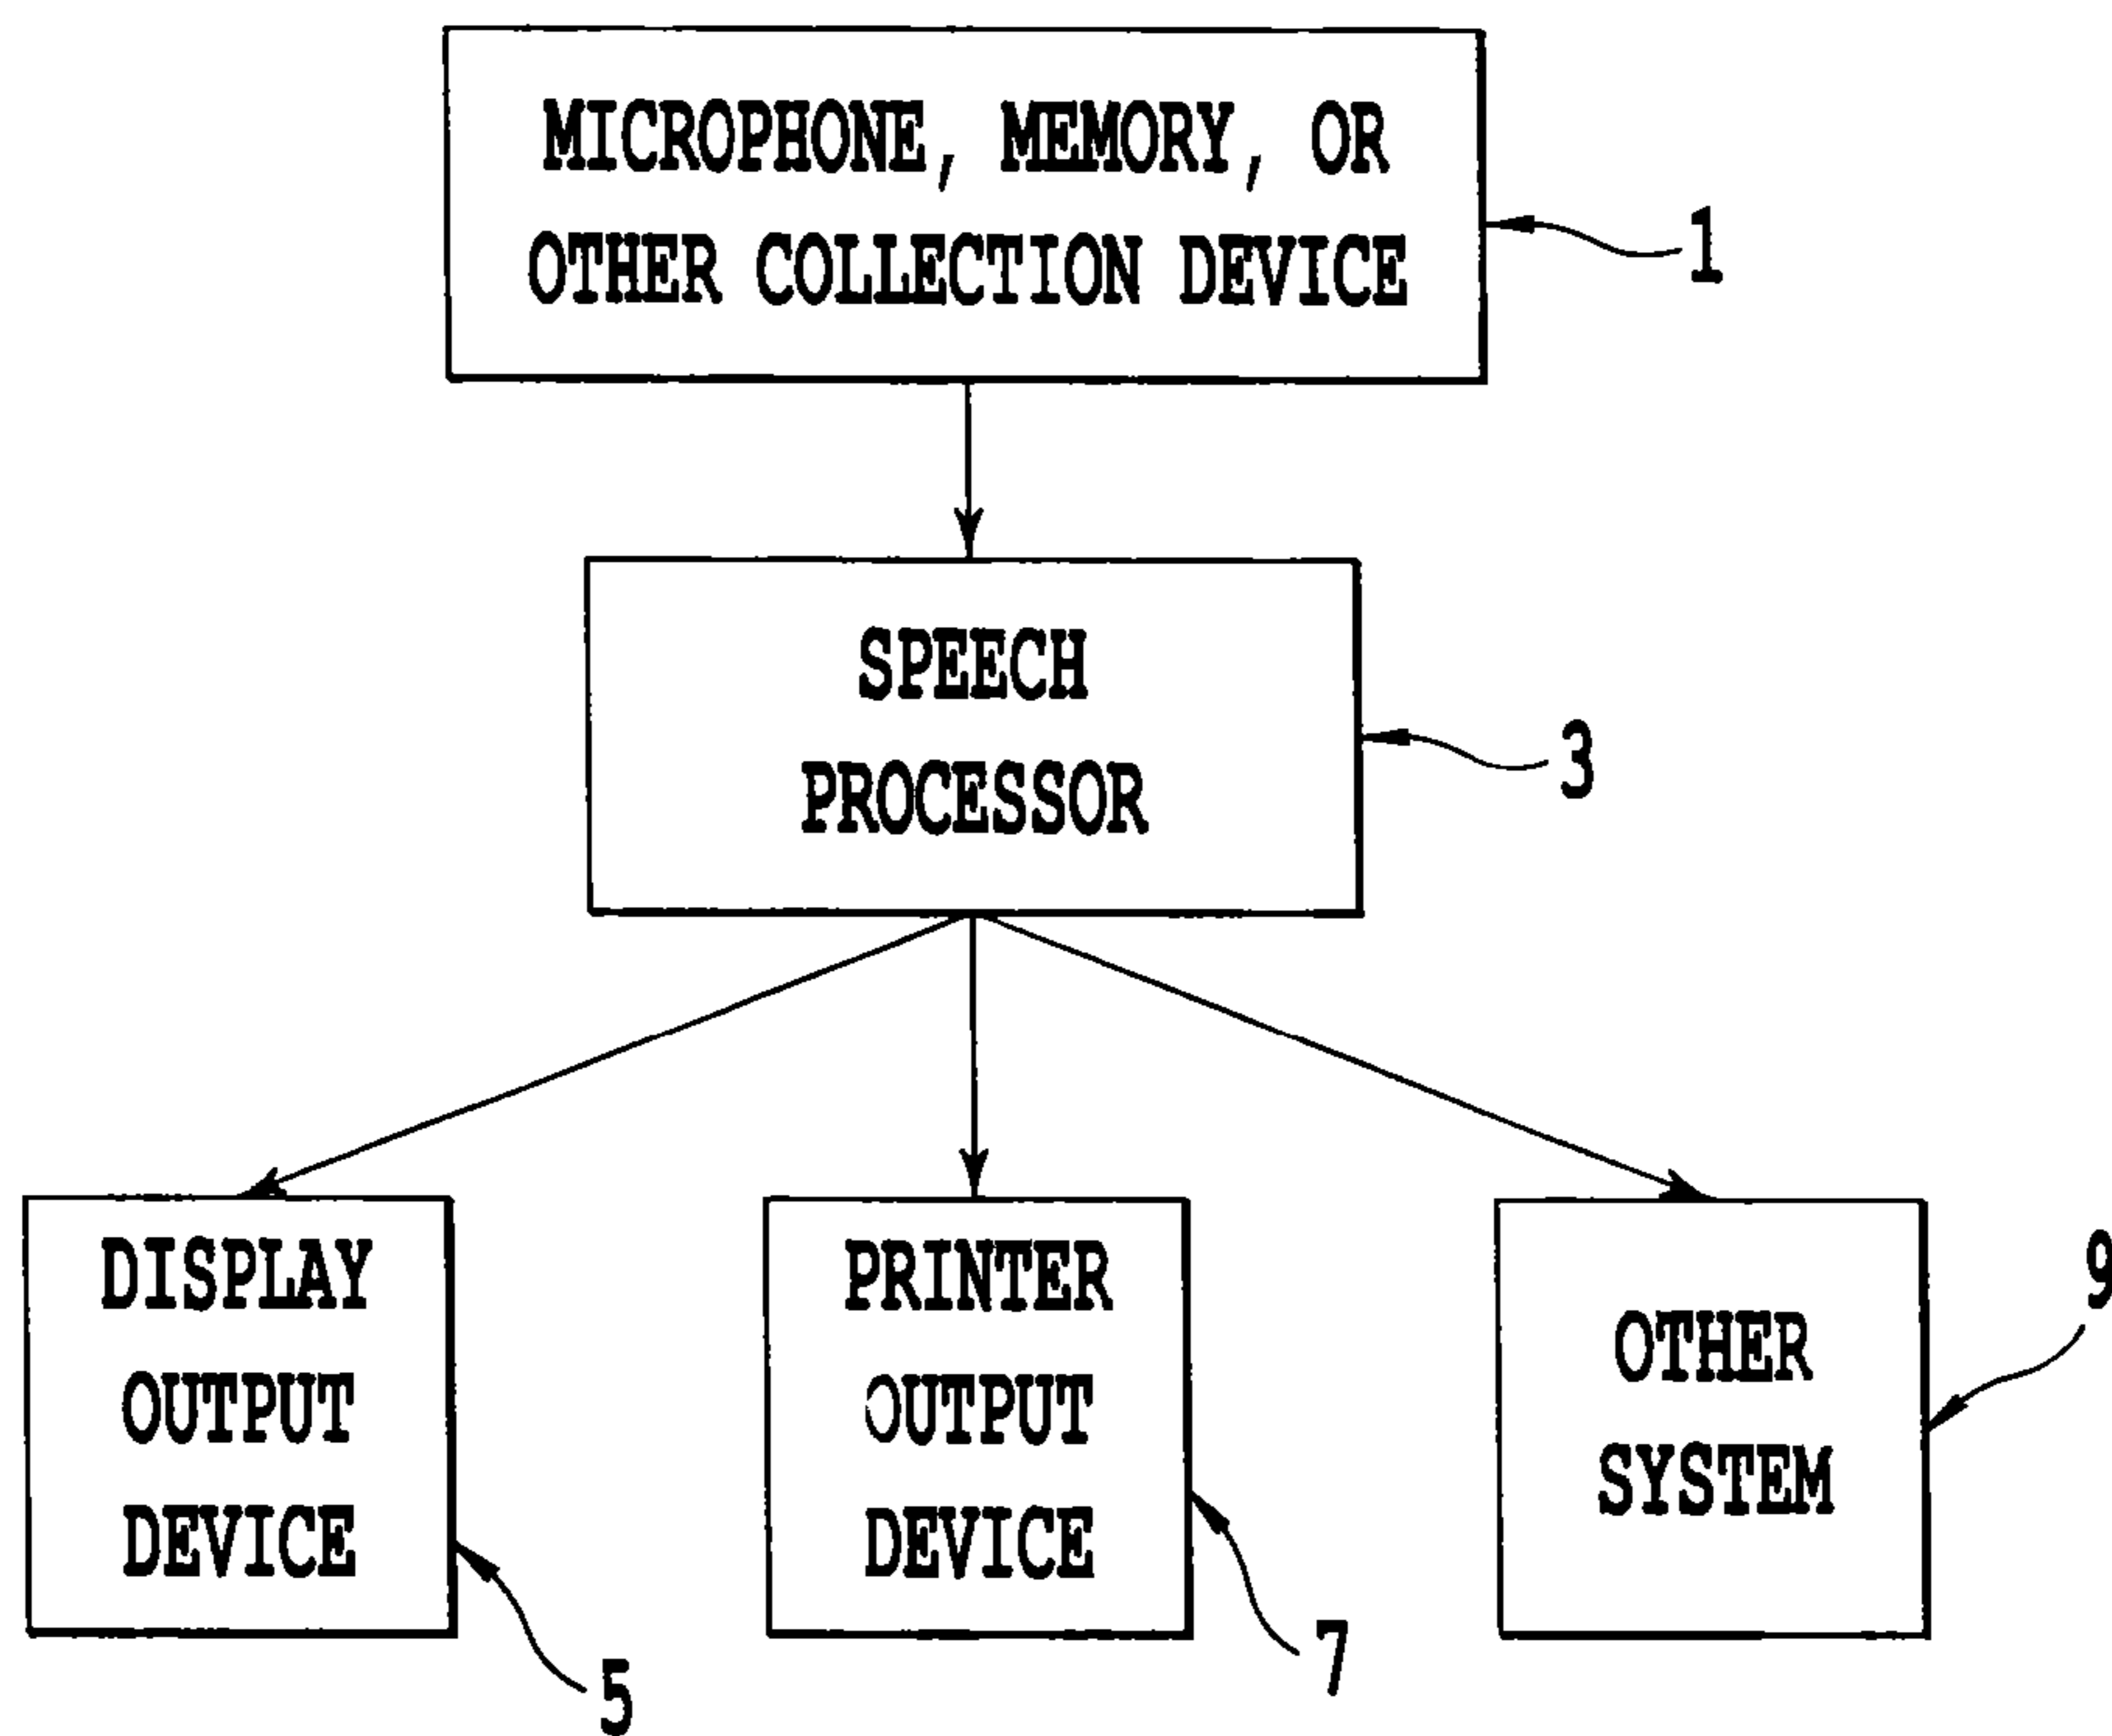 MICROPHONE, MEMORY, OR
OTHER COLLECTION DEVICE
1
SPEECH
PROCESSOR
3
DISPLAY
OUTPUT
DEVICE
5
PRINTER
OUTPUT
DEVICE
7
OTHER
SYSTEM
9